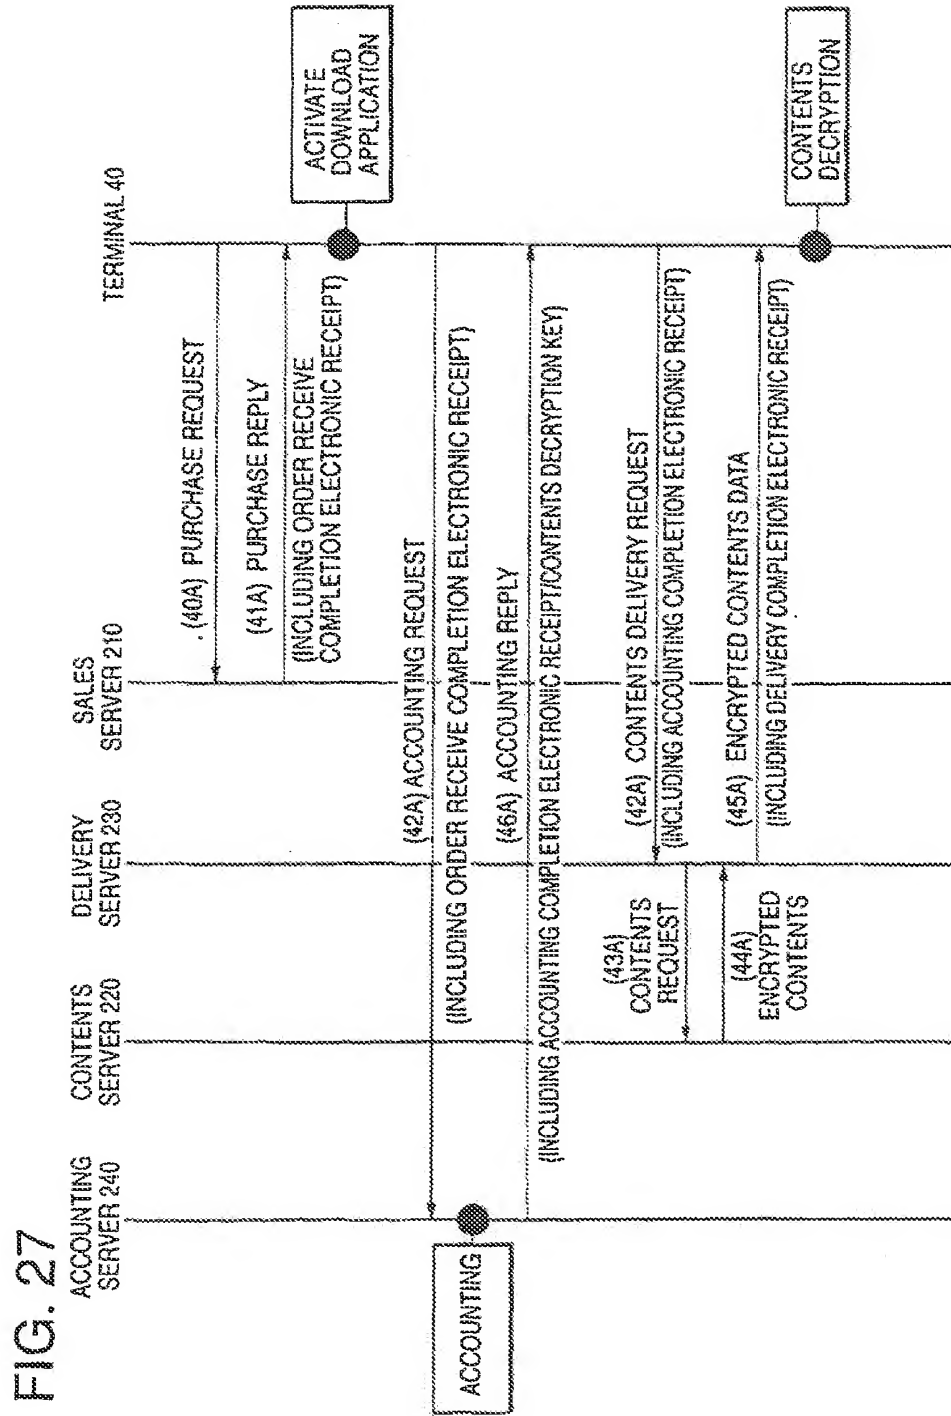 FIG. 27
ACCOUNTING
SERVER 240
CONTENTS
SERVER 220
DELIVERY
SERVER 230
SALES
SERVER 210
TERMINAL 40
. (40A) PURCHASE REQUEST
(41A) PURCHASE REPLY
(INCLUDING ORDER RECEIVE
COMPLETION ELECTRONIC RECEIPT)
ACTIVATE
DOWNLOAD
APPLICATION
(42A) ACCOUNTING REQUEST
(INCLUDING ORDER RECEIVE COMPLETION ELECTRONIC RECEIPT)
ACCOUNTING
(46A) ACCOUNTING REPLY
(INCLUDING ACCOUNTING COMPLETION ELECTRONIC RECEIPT/CONTENTS DECRYPTION KEY)
(42A) CONTENTS DELIVERY REQUEST
(INCLUDING ACCOUNTING COMPLETION ELECTRONIC RECEIPT)
(43A)
CONTENTS
REQUEST
(44A)
ENCRYPTED
CONTENTS
(45A) ENCRYPTED CONTENTS DATA
(INCLUDING DELIVERY COMPLETION ELECTRONIC RECEIPT)
CONTENTS
DECRYPTION